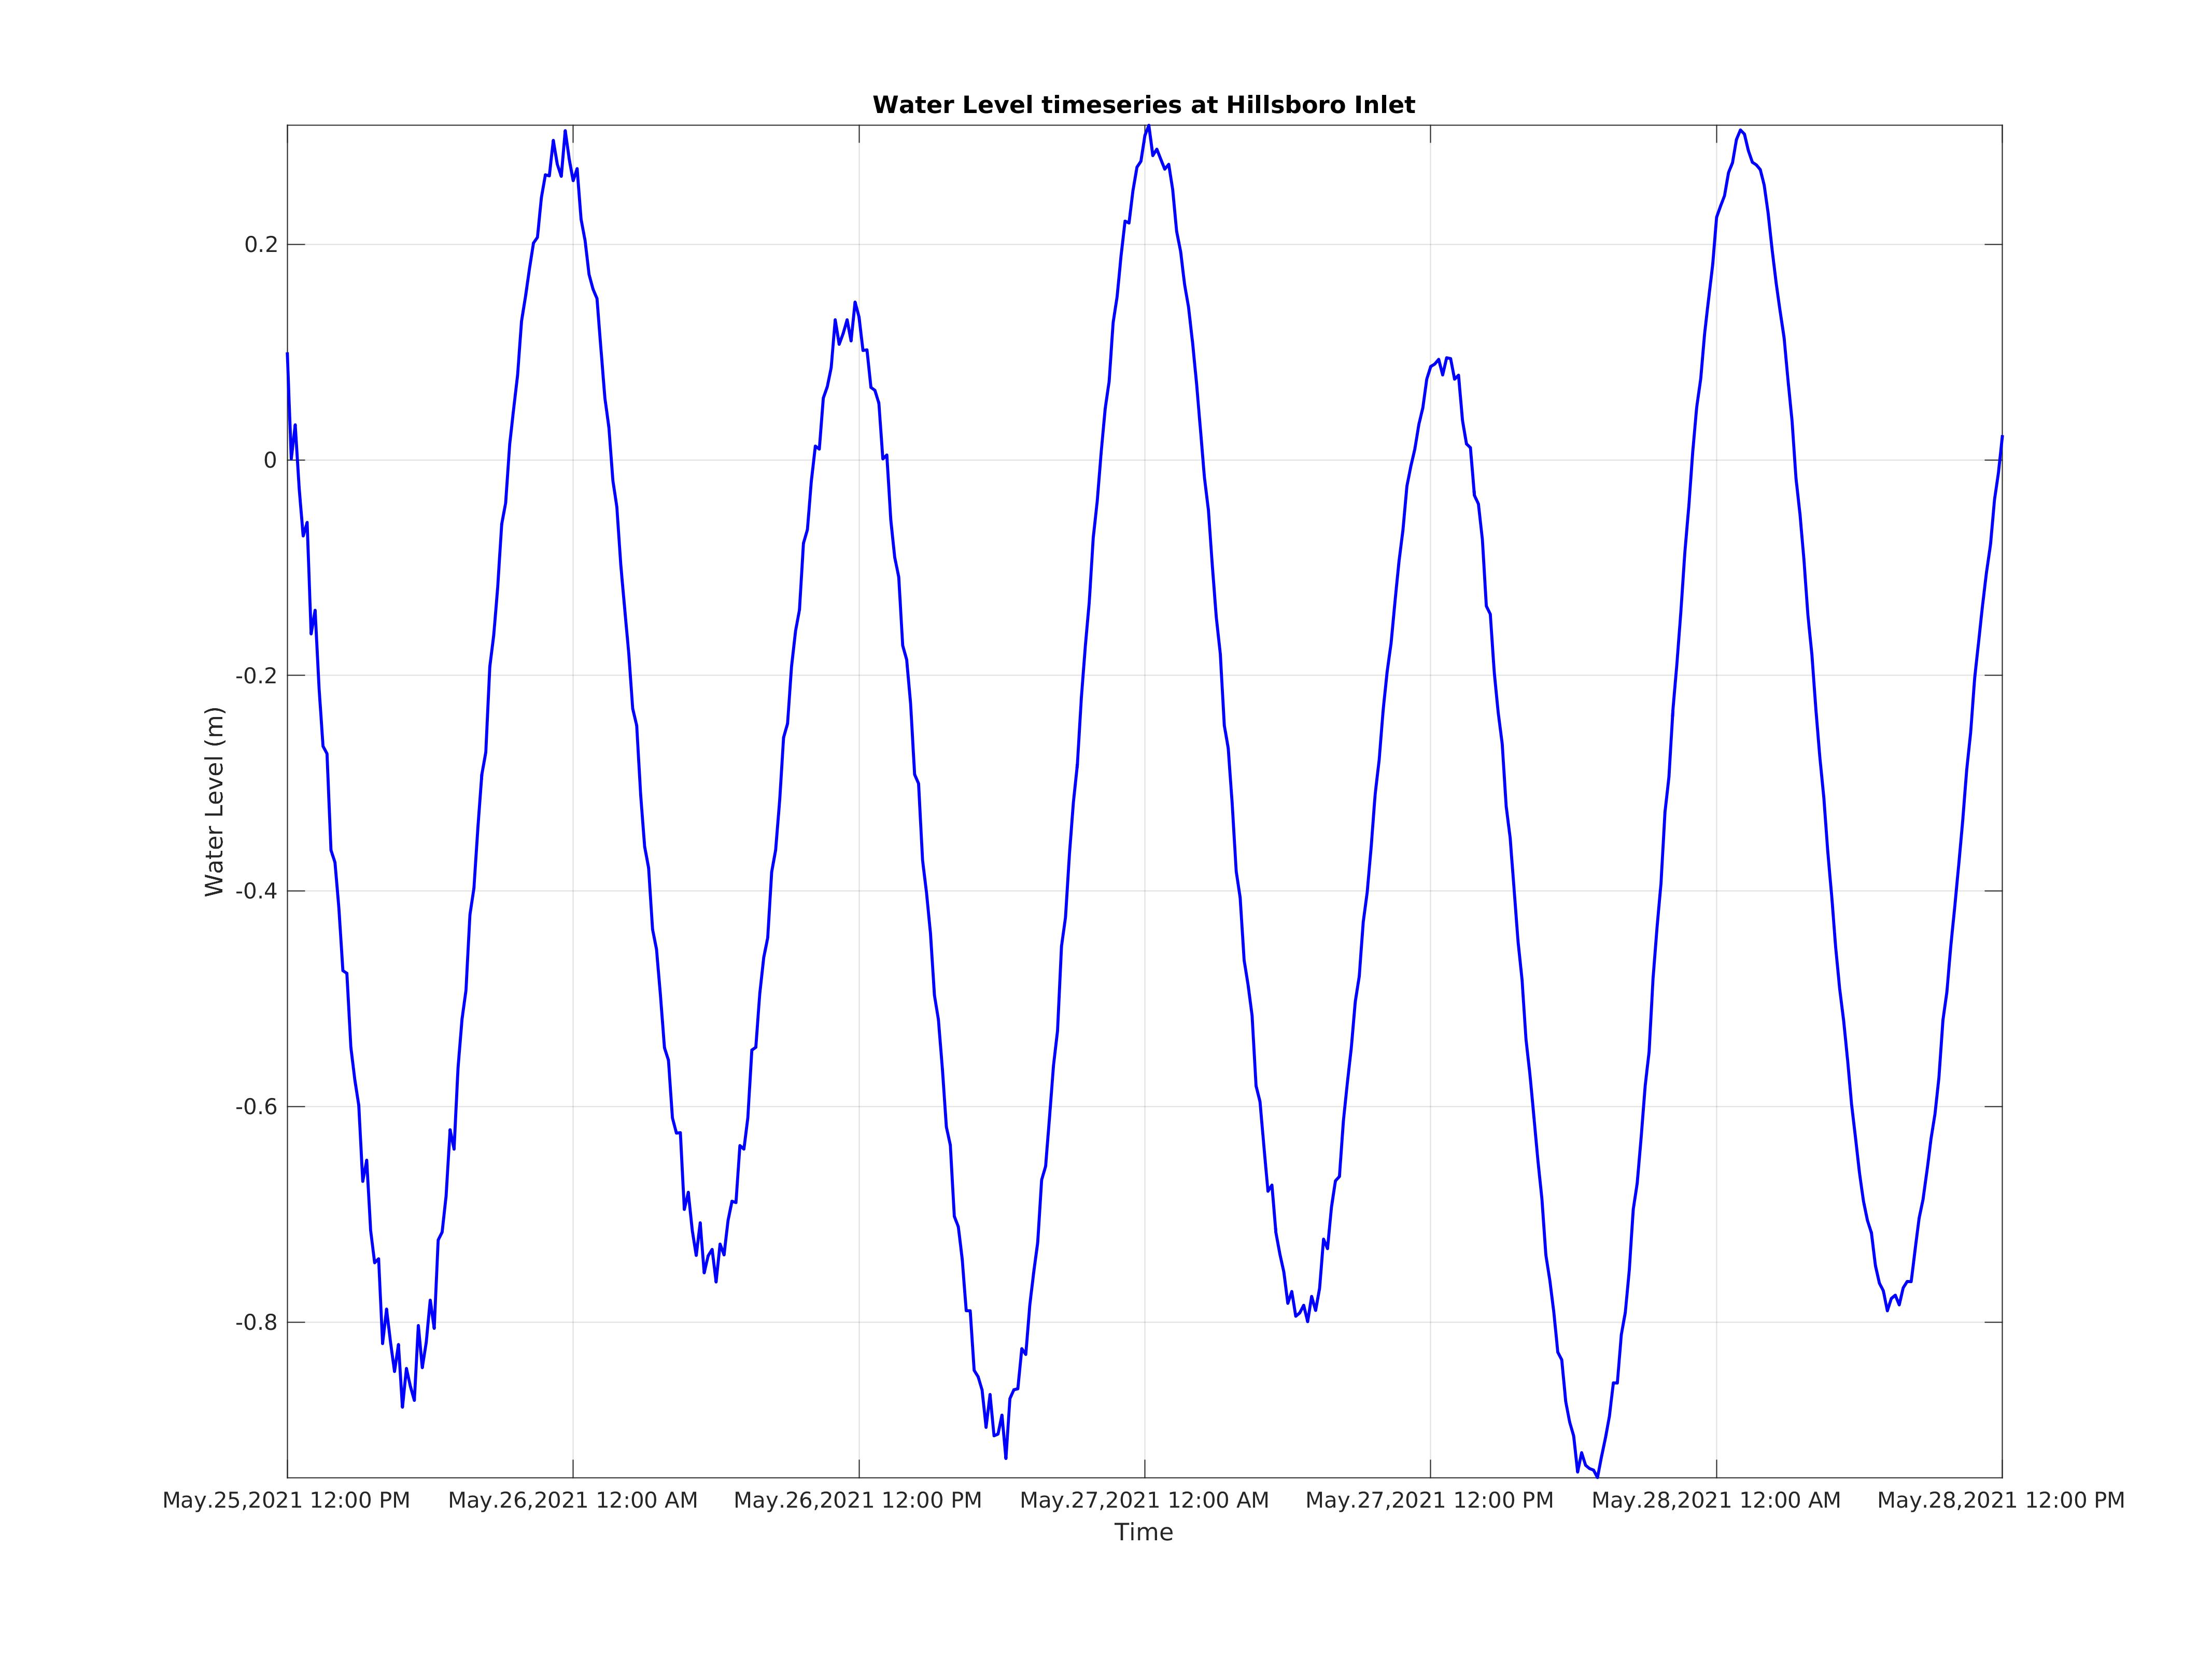 Water Level timeseries at Hillsboro Inlet
0.2
0
-0.2
-0.4
-0.6
-0.8
Water Level (m)
May.25,2021 12:00 PM
May.26,2021 12:00 AM
May.26,2021 12:00 PM
May.27,2021 12:00 AM
May.27,2021 12:00 PM
May.28,2021 12:00 AM
May.28,2021 12:00 PM
Time